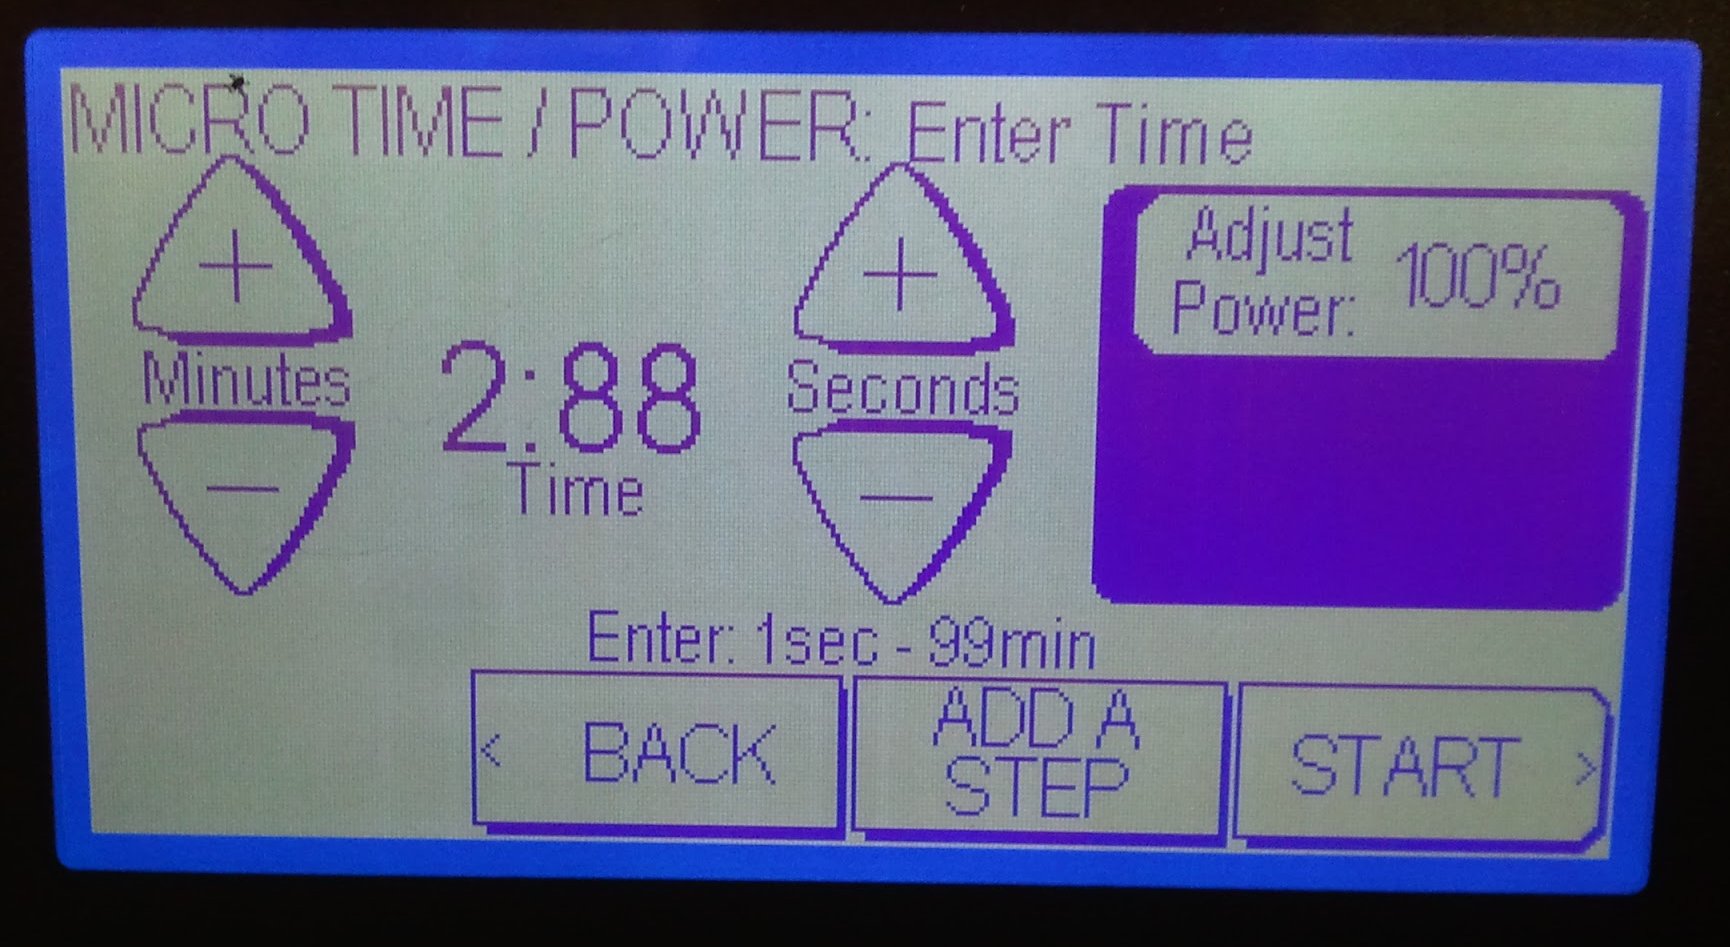 MICRO TIME / POWER: Enter Time
+
+
Adjust
Power: 100%
Minutes
2:88
Seconds
Time
—
—
Enter: 1sec - 99min
< BACK
ADD A
STEP
START >